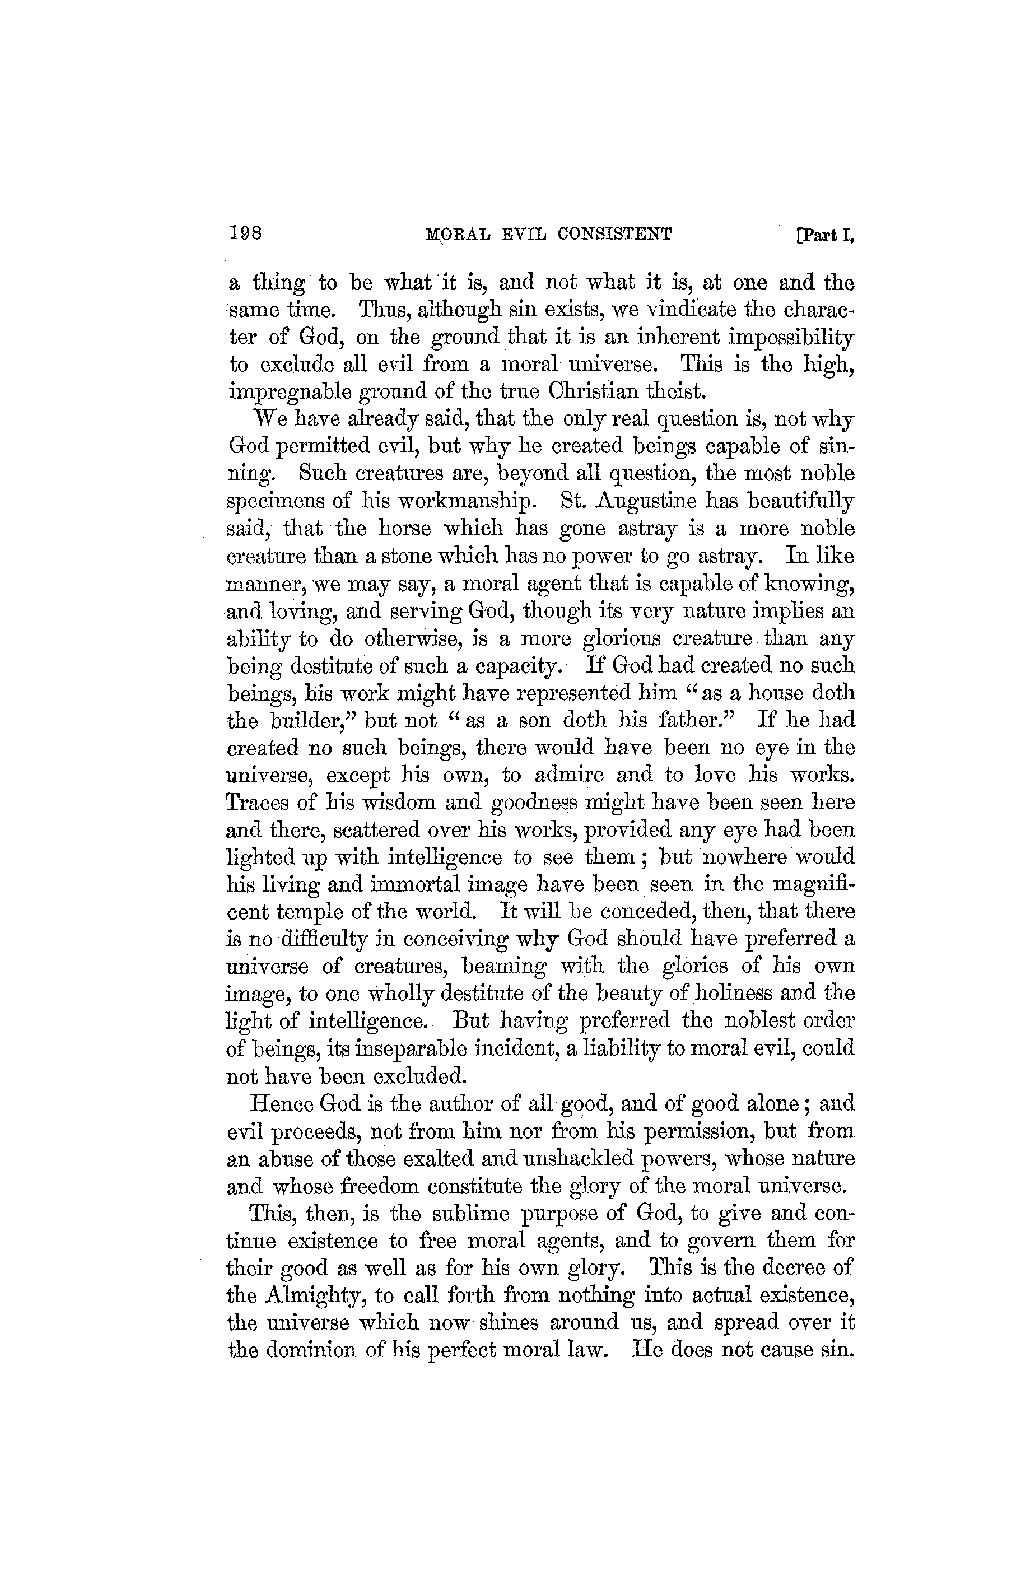 198 MORAL EVIL CONSISTENT [Part I,
a thing to be what it is, and not what it is, at one and the
same time. Thus, although sin exists, we vindicate the charac-
ter of God, on the ground that it is an inherent impossibility
to exclude all evil from a moral universe. This is the high,
impregnable ground of the true Christian theist.
We have already said, that the only real question is, not why
God permitted evil, but why he created beings capable of sin-
ning. Such creatures are, beyond all question, the most noble
specimens of his workmanship. St. Augustine has beautifully
said, that the horse which has gone astray is a more noble
creature than a stone which has no power to go astray. In like
manner, we may say, a moral agent that is capable of knowing,
and loving, and serving God, though its very nature implies an
ability to do otherwise, is a more glorious creature than any
being destitute of such a capacity. If God had created no such
beings, his work might have represented him “as a house doth
the builder,” but not “as a son doth his father.” If he had
created no such beings, there would have been no eye in the
universe, except his own, to admire and to love his works.
Traces of his wisdom and goodness might have been seen here
and there, scattered over his works, provided any eye had been
lighted up with intelligence to see them; but nowhere would
his living and immortal image have been seen in the magnifi-
cent temple of the world. It will be conceded, then, that there
is no difficulty in conceiving why God should have preferred a
universe of creatures, beaming with the glories of his own
image, to one wholly destitute of the beauty of holiness and the
light of intelligence. But having preferred the noblest order
of beings, its inseparable incident, a liability to moral evil, could
not have been excluded.
Hence God is the author of all good, and of good alone; and
evil proceeds, not from him nor from his permission, but from
an abuse of those exalted and unshackled powers, whose nature
and whose freedom constitute the glory of the moral universe.
This, then, is the sublime purpose of God, to give and con-
tinue existence to free moral agents, and to govern them for
their good as well as for his own glory. This is the decree of
the Almighty, to call forth from nothing into actual existence,
the universe which now shines around us, and spread over it
the dominion of his perfect moral law. He does not cause sin.